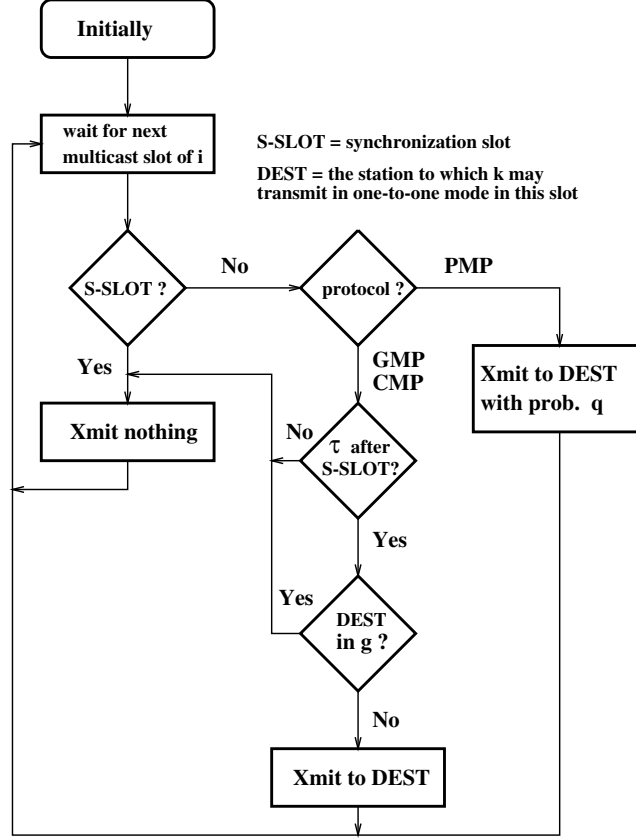 Initially
wait for next
multicast slot of i
S-SLOT = synchronization slot
DEST = the station to which k may
transmit in one-to-one mode in this slot
S-SLOT ?
No
protocol ?
PMP
Yes
GMP
CMP
Xmit to DEST
with prob. q
Xmit nothing
No
τ after
S-SLOT?
Yes
Yes
DEST
in g ?
No
Xmit to DEST